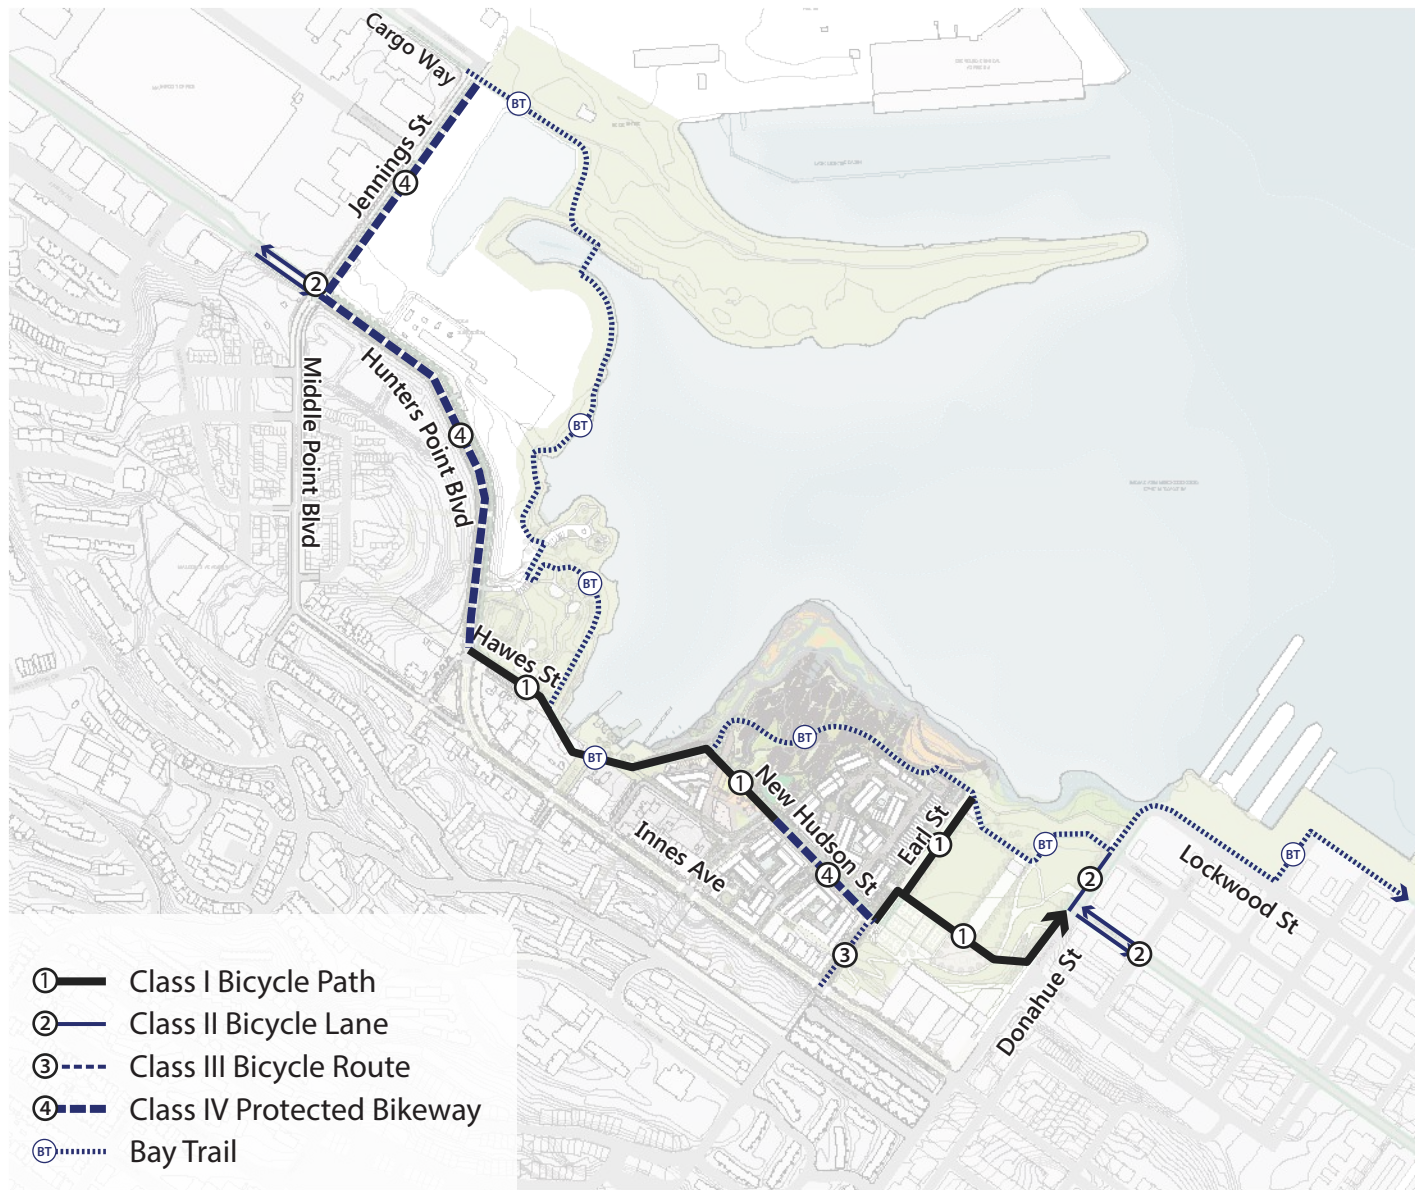 Cargo Way
BT
Jennings St
4
2
Hunters Point Blvd
Middle Point Blvd
4
BT
BT
Hawes St
1
BT
BT
1
New Hudson St
Earl St
1
Innes Ave
4
BT
2
Lockwood St
BT
1
3
2
Donahue St
1 Class I Bicycle Path
2 Class II Bicycle Lane
3 Class III Bicycle Route
4 Class IV Protected Bikeway
BT Bay Trail